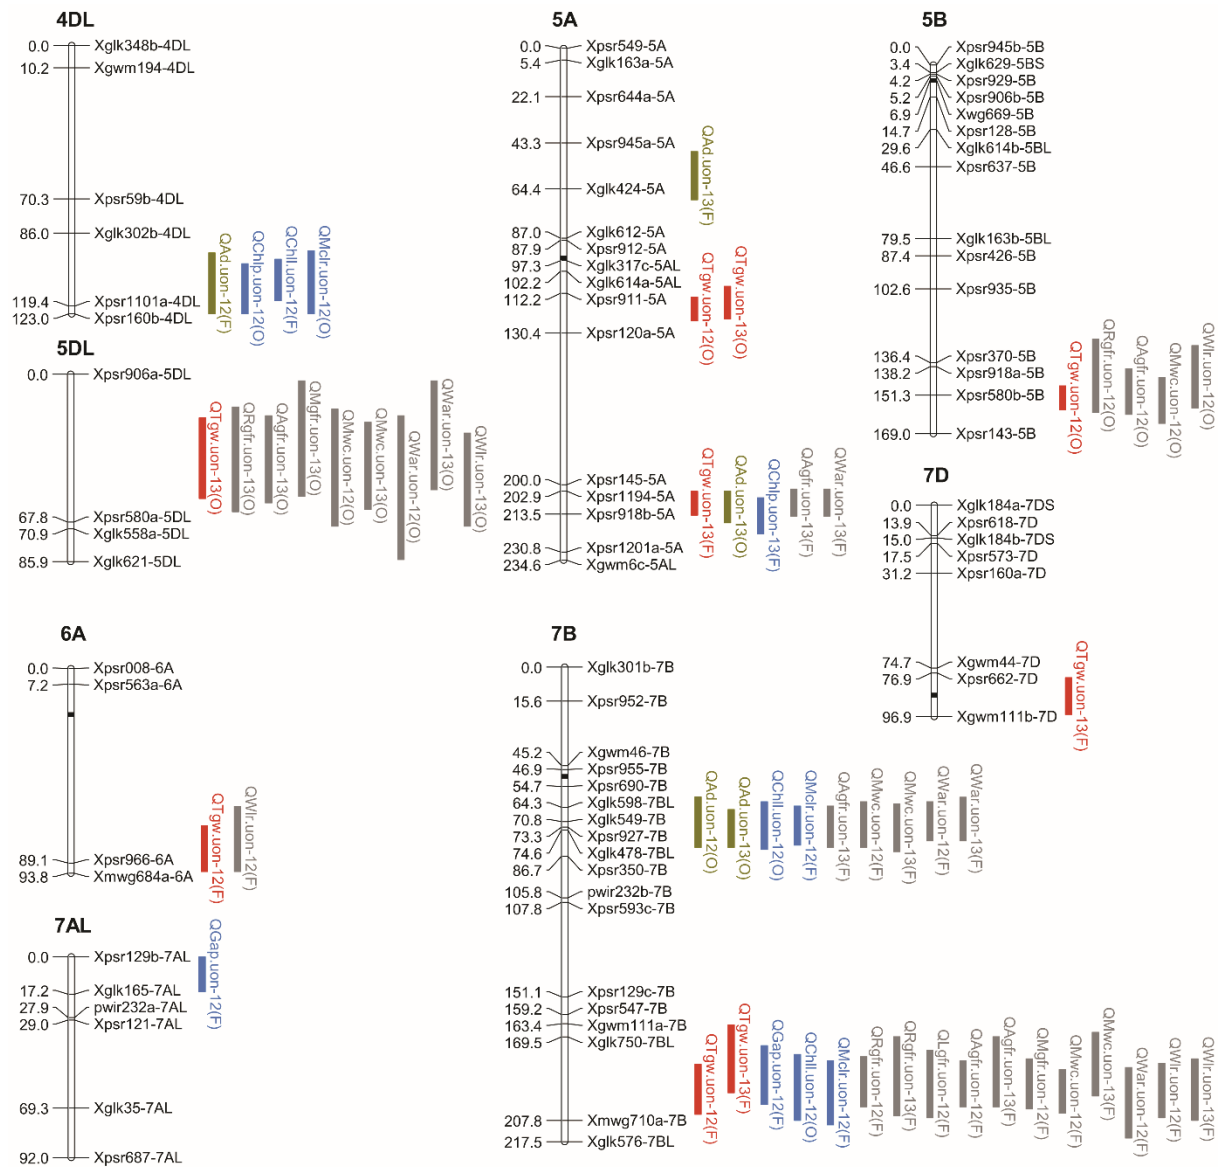 4DL
0.0 Xglk348b-4DL
10.2 Xgwm194-4DL
70.3 Xpsr59b-4DL
86.0 Xglk302b-4DL
119.4 Xpsr1101a-4DL
123.0 Xpsr160b-4DL
QAd.uon-12(F)
QChlp.uon-12(O)
QChll.uon-12(F)
QMclr.uon-12(O)
5DL
0.0 Xpsr906a-5DL
67.8 Xpsr580a-5DL
70.9 Xglk558a-5DL
85.9 Xglk621-5DL
QTgw.uon-13(O)
QRgfr.uon-13(O)
QAgfr.uon-13(O)
QMgfr.uon-13(O)
QMwc.uon-12(O)
QMwc.uon-13(O)
QWar.uon-12(O)
QWar.uon-13(O)
QWlr.uon-13(O)
6A
0.0 Xpsr008-6A
7.2 Xpsr563a-6A
89.1 Xpsr966-6A
93.8 Xmwg684a-6A
QTgw.uon-12(F)
QWlr.uon-12(F)
7AL
0.0 Xpsr129b-7AL
17.2 Xglk165-7AL
27.9 pwir232a-7AL
29.0 Xpsr121-7AL
69.3 Xglk35-7AL
92.0 Xpsr687-7AL
QGap.uon-12(F)
5A
0.0 Xpsr549-5A
5.4 Xglk163a-5A
22.1 Xpsr644a-5A
43.3 Xpsr945a-5A
64.4 Xglk424-5A
87.0 Xglk612-5A
87.9 Xpsr912-5A
97.3 Xglk317c-5AL
102.2 Xglk614a-5AL
112.2 Xpsr911-5A
130.4 Xpsr120a-5A
200.0 Xpsr145-5A
202.9 Xpsr1194-5A
213.5 Xpsr918b-5A
230.8 Xpsr1201a-5A
234.6 Xgwm6c-5AL
QAd.uon-13(F)
QTgw.uon-12(O)
QTgw.uon-13(O)
QTgw.uon-13(F)
QAd.uon-13(O)
QChlp.uon-13(F)
QAgfr.uon-13(F)
QWar.uon-13(F)
7B
0.0 Xglk301b-7B
15.6 Xpsr952-7B
45.2 Xgwm46-7B
46.9 Xpsr955-7B
54.7 Xpsr690-7B
64.3 Xglk598-7BL
70.8 Xglk549-7B
73.3 Xpsr927-7B
74.6 Xglk478-7BL
86.7 Xpsr350-7B
105.8 pwir232b-7B
107.8 Xpsr593c-7B
151.1 Xpsr129c-7B
159.2 Xpsr547-7B
163.4 Xgwm111a-7B
169.5 Xglk750-7BL
207.8 Xmwg710a-7B
217.5 Xglk576-7BL
QAd.uon-12(O)
QAd.uon-13(O)
QChll.uon-12(O)
QMclr.uon-12(F)
QAgfr.uon-13(F)
QMwc.uon-12(F)
QMwc.uon-13(F)
QWar.uon-12(F)
QWar.uon-13(F)
QTgw.uon-12(F)
QTgw.uon-13(F)
QGap.uon-12(F)
QChll.uon-12(O)
QMclr.uon-12(F)
QRgfr.uon-12(F)
QRgfr.uon-13(F)
QLgfr.uon-12(F)
QAgfr.uon-12(F)
QAgfr.uon-13(F)
QMgfr.uon-12(F)
QMwc.uon-12(F)
QMwc.uon-13(F)
QWar.uon-12(F)
QWlr.uon-12(F)
QWlr.uon-13(F)
5B
0.0 Xpsr945b-5B
3.4 Xglk629-5BS
4.2 Xpsr929-5B
5.2 Xpsr906b-5B
6.9 Xwg669-5B
14.7 Xpsr128-5B
29.6 Xglk614b-5BL
46.6 Xpsr637-5B
79.5 Xglk163b-5BL
87.4 Xpsr426-5B
102.6 Xpsr935-5B
136.4 Xpsr370-5B
138.2 Xpsr918a-5B
151.3 Xpsr580b-5B
169.0 Xpsr143-5B
QTgw.uon-12(O)
QRgfr.uon-12(O)
QAgfr.uon-12(O)
QMwc.uon-12(O)
QWlr.uon-12(O)
7D
0.0 Xglk184a-7DS
13.9 Xpsr618-7D
15.0 Xglk184b-7DS
17.5 Xpsr573-7D
31.2 Xpsr160a-7D
74.7 Xgwm44-7D
76.9 Xpsr662-7D
96.9 Xgwm111b-7D
QTgw.uon-13(F)